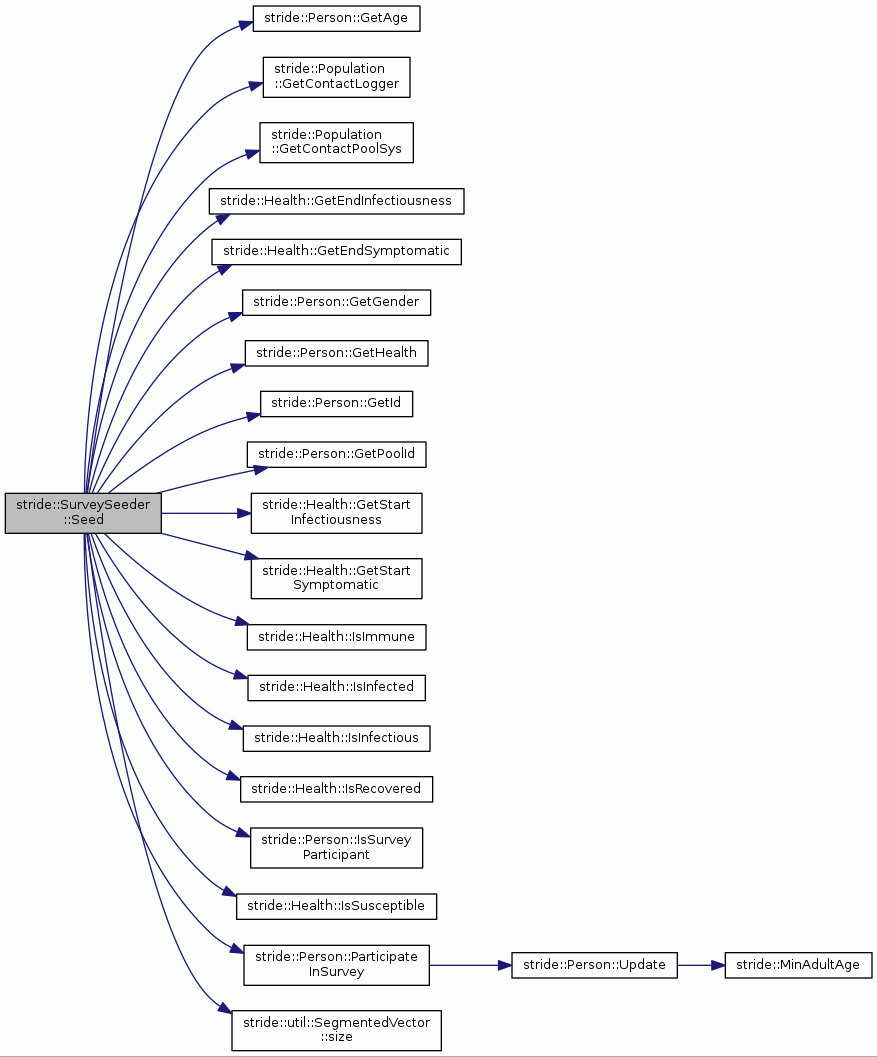 stride::Person::GetAge
stride::Population
::GetContactLogger
stride::Population
::GetContactPoolSys
stride::Health::GetEndInfectiousness
stride::Health::GetEndSymptomatic
stride::Person::GetGender
stride::Person::GetHealth
stride::Person::GetId
stride::Person::GetPoolId
stride::SurveySeeder
::Seed
stride::Health::GetStart
Infectiousness
stride::Health::GetStart
Symptomatic
stride::Health::IsImmune
stride::Health::IsInfected
stride::Health::IsInfectious
stride::Health::IsRecovered
stride::Person::IsSurvey
Participant
stride::Health::IsSusceptible
stride::Person::Participate
InSurvey
stride::Person::Update
stride::MinAdultAge
stride::util::SegmentedVector
::size